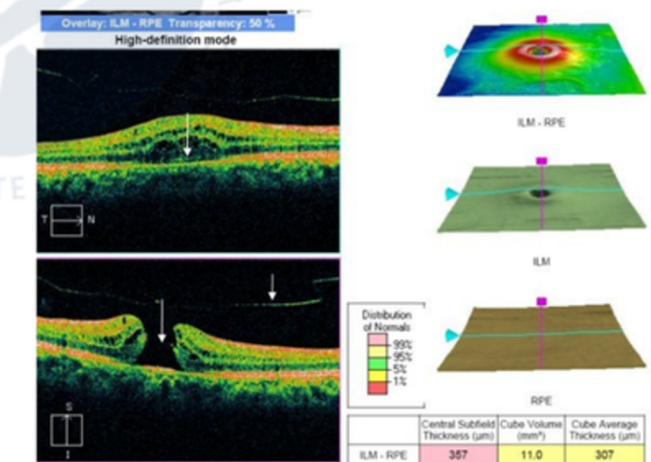 Overlay: ILM - RPE Transparency: 50 %
High-definition mode
T N
S
I
ILM - RPE
ILM
RPE
Distribution
of Normals
99%
95%
5%
1%
Central Subfield Thickness (µm) Cube Volume (mm³) Cube Average Thickness (µm)
ILM - RPE 357 11.0 307